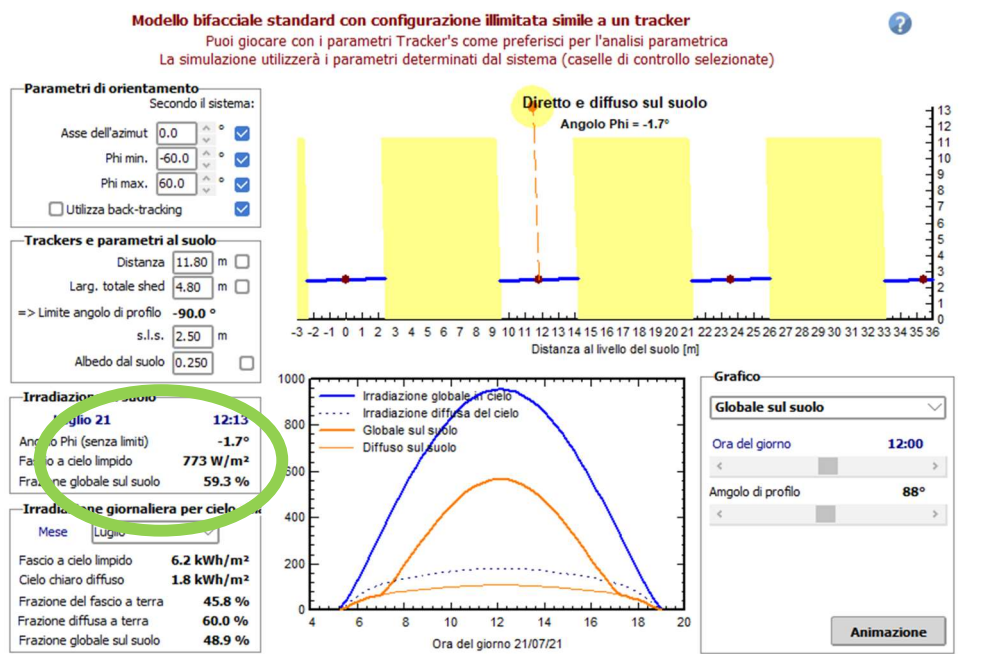 Modello bifacciale standard con configurazione illimitata simile a un tracker
Puoi giocare con i parametri Tracker's come preferisci per l'analisi parametrica
La simulazione utilizzerà i parametri determinati dal sistema (caselle di controllo selezionate)
?
Parametri di orientamento
Secondo il sistema:
Asse dell'azimut 0.0 °
Phi min. -60.0 °
Phi max. 60.0 °
Utilizza back-tracking
Trackers e parametri al suolo
Distanza 11.80 m
Larg. totale shed 4.80 m
=> Limite angolo di profilo -90.0 °
s.l.s. 2.50 m
Albedo dal suolo 0.250
Irradiazione suolo
21 12:13
Phi (senza limiti) -1.7°
a cielo limpido 773 W/m²
Frazione globale sul suolo 59.3 %
Irradiazione giornaliera per cielo
Mese Luglio
Fascio a cielo limpido 6.2 kWh/m²
Cielo chiaro diffuso 1.8 kWh/m²
Frazione del fascio a terra 45.8 %
Frazione diffusa a terra 60.0 %
Frazione globale sul suolo 48.9 %
Diretto e diffuso sul suolo
Angolo Phi = -1.7°
13
12
11
10
9
8
7
6
5
4
3
2
1
0
-3 -2 -1 0 1 2 3 4 5 6 7 8 9 10 11 12 13 14 15 16 17 18 19 20 21 22 23 24 25 26 27 28 29 30 31 32 33 34 35 36
Distanza al livello del suolo [m]
1000
800
600
400
200
0
Irradiazione globale in cielo
Irradiazione diffusa del cielo
Globale sul suolo
Diffuso sul suolo
4 6 8 10 12 14 16 18 20
Ora del giorno 21/07/21
Grafico
Globale sul suolo
Ora del giorno 12:00
Amgolo di profilo 88°
Animazione